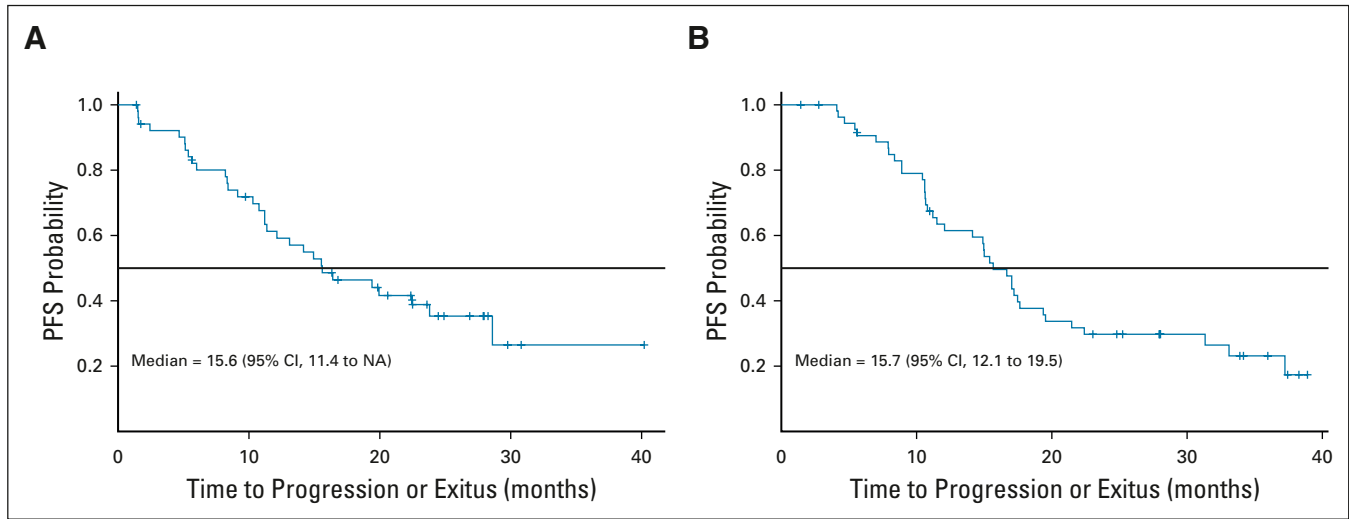 A
PFS Probability
1.0
0.8
0.6
0.4
0.2
Median = 15.6 (95% CI, 11.4 to NA)
0 10 20 30 40
Time to Progression or Exitus (months)
B
PFS Probability
1.0
0.8
0.6
0.4
0.2
Median = 15.7 (95% CI, 12.1 to 19.5)
0 10 20 30 40
Time to Progression or Exitus (months)